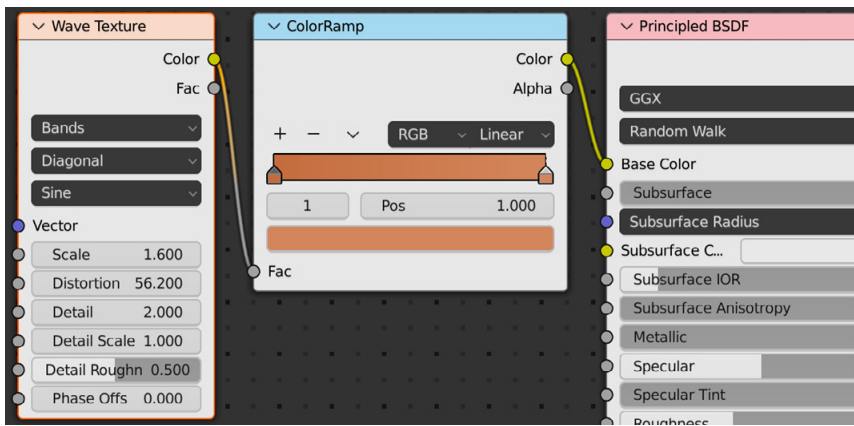 Wave Texture
Color
Fac
Bands
Diagonal
Sine
Vector
Scale 1.600
Distortion 56.200
Detail 2.000
Detail Scale 1.000
Detail Roughn 0.500
Phase Offs 0.000
ColorRamp
Color
Alpha
+ − RGB Linear
1 Pos 1.000
Fac
Principled BSDF
GGX
Random Walk
Base Color
Subsurface
Subsurface Radius
Subsurface C...
Subsurface IOR
Subsurface Anisotropy
Metallic
Specular
Specular Tint
Roughness